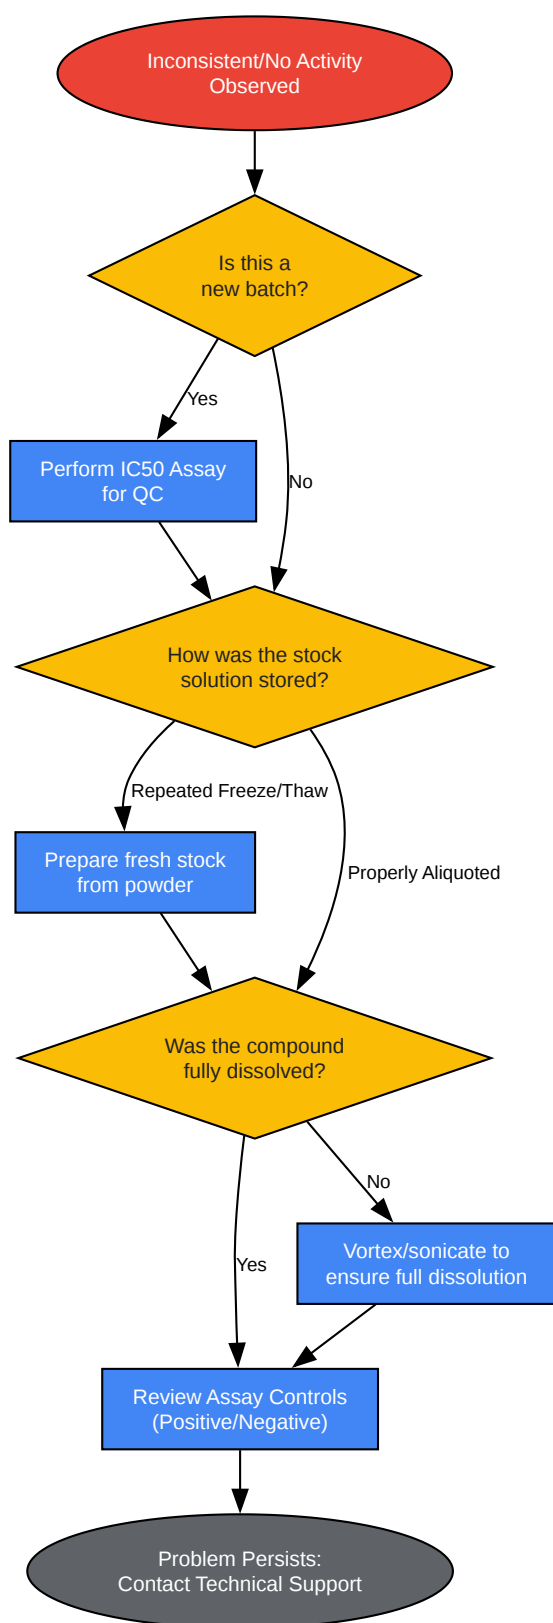 Inconsistent/No Activity
Observed
Is this a
new batch?
Yes
Perform IC50 Assay
for QC
No
How was the stock
solution stored?
Repeated Freeze/Thaw
Prepare fresh stock
from powder
Properly Aliquoted
Was the compound
fully dissolved?
No
Vortex/sonicate to
ensure full dissolution
Yes
Review Assay Controls
(Positive/Negative)
Problem Persists:
Contact Technical Support